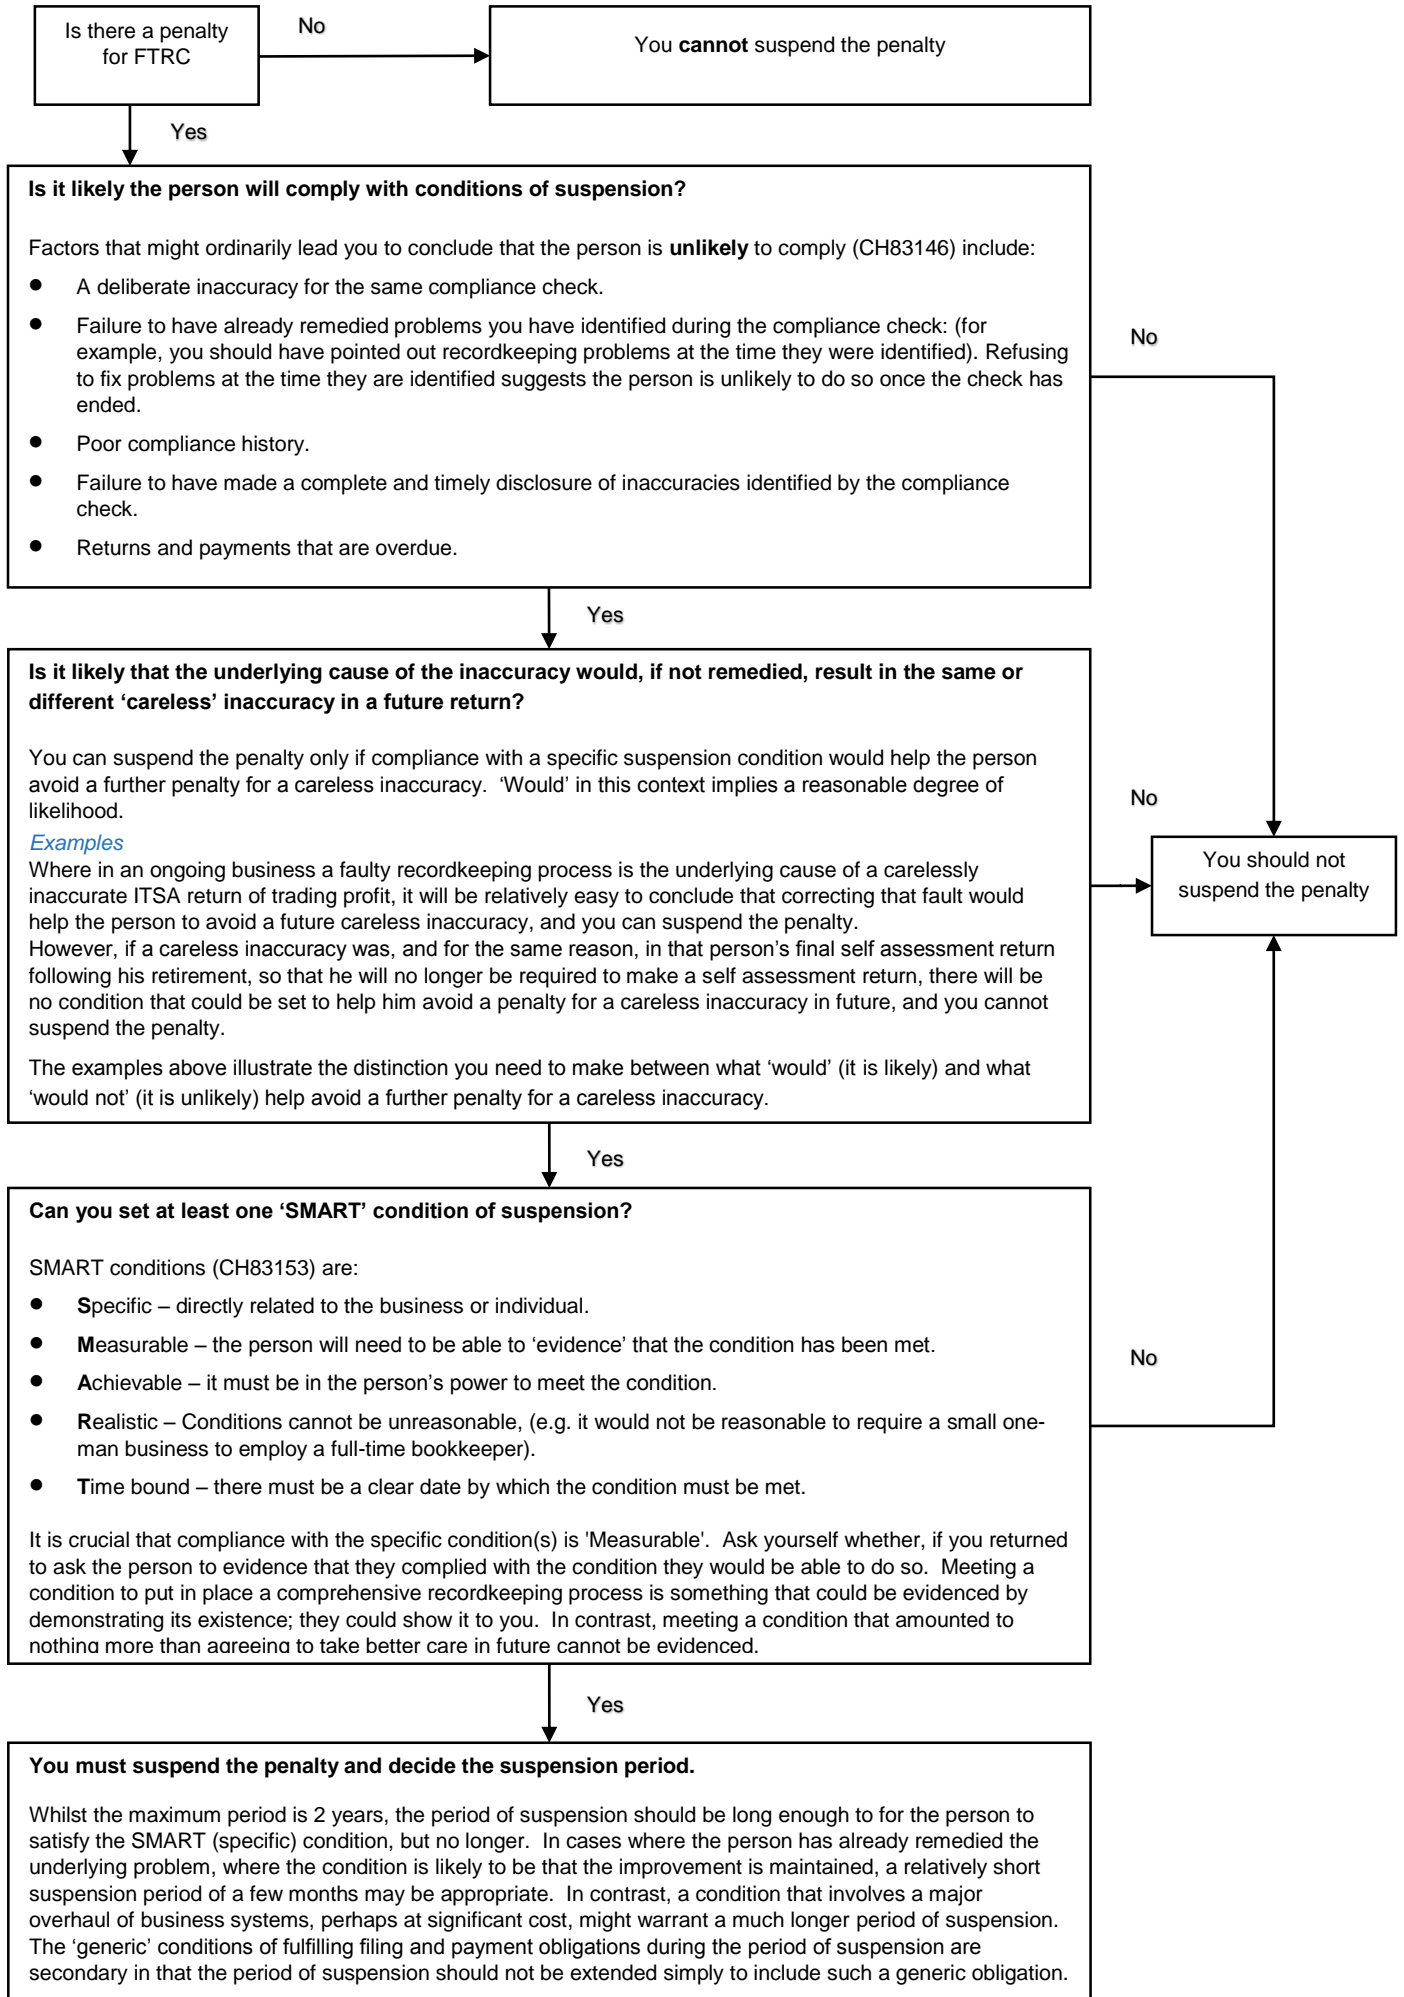 Is there a penalty
for FTRC
No
You cannot suspend the penalty
Yes
Is it likely the person will comply with conditions of suspension?
Factors that might ordinarily lead you to conclude that the person is unlikely to comply (CH83146) include:
● A deliberate inaccuracy for the same compliance check.
● Failure to have already remedied problems you have identified during the compliance check: (for
example, you should have pointed out recordkeeping problems at the time they were identified). Refusing
to fix problems at the time they are identified suggests the person is unlikely to do so once the check has
ended.
● Poor compliance history.
● Failure to have made a complete and timely disclosure of inaccuracies identified by the compliance
check.
● Returns and payments that are overdue.
No
Yes
Is it likely that the underlying cause of the inaccuracy would, if not remedied, result in the same or
different ‘careless’ inaccuracy in a future return?
You can suspend the penalty only if compliance with a specific suspension condition would help the person
avoid a further penalty for a careless inaccuracy.  ‘Would’ in this context implies a reasonable degree of
likelihood.
Examples
Where in an ongoing business a faulty recordkeeping process is the underlying cause of a carelessly
inaccurate ITSA return of trading profit, it will be relatively easy to conclude that correcting that fault would
help the person to avoid a future careless inaccuracy, and you can suspend the penalty.
However, if a careless inaccuracy was, and for the same reason, in that person’s final self assessment return
following his retirement, so that he will no longer be required to make a self assessment return, there will be
no condition that could be set to help him avoid a penalty for a careless inaccuracy in future, and you cannot
suspend the penalty.
The examples above illustrate the distinction you need to make between what ‘would’ (it is likely) and what
‘would not’ (it is unlikely) help avoid a further penalty for a careless inaccuracy.
No
You should not
suspend the penalty
Yes
Can you set at least one ‘SMART’ condition of suspension?
SMART conditions (CH83153) are:
● Specific – directly related to the business or individual.
● Measurable – the person will need to be able to ‘evidence’ that the condition has been met.
● Achievable – it must be in the person’s power to meet the condition.
● Realistic – Conditions cannot be unreasonable, (e.g. it would not be reasonable to require a small one-
man business to employ a full-time bookkeeper).
● Time bound – there must be a clear date by which the condition must be met.
It is crucial that compliance with the specific condition(s) is 'Measurable'.  Ask yourself whether, if you returned
to ask the person to evidence that they complied with the condition they would be able to do so.  Meeting a
condition to put in place a comprehensive recordkeeping process is something that could be evidenced by
demonstrating its existence; they could show it to you.  In contrast, meeting a condition that amounted to
nothing more than agreeing to take better care in future cannot be evidenced.
No
Yes
You must suspend the penalty and decide the suspension period.
Whilst the maximum period is 2 years, the period of suspension should be long enough to for the person to
satisfy the SMART (specific) condition, but no longer.  In cases where the person has already remedied the
underlying problem, where the condition is likely to be that the improvement is maintained, a relatively short
suspension period of a few months may be appropriate.  In contrast, a condition that involves a major
overhaul of business systems, perhaps at significant cost, might warrant a much longer period of suspension.
The ‘generic’ conditions of fulfilling filing and payment obligations during the period of suspension are
secondary in that the period of suspension should not be extended simply to include such a generic obligation.